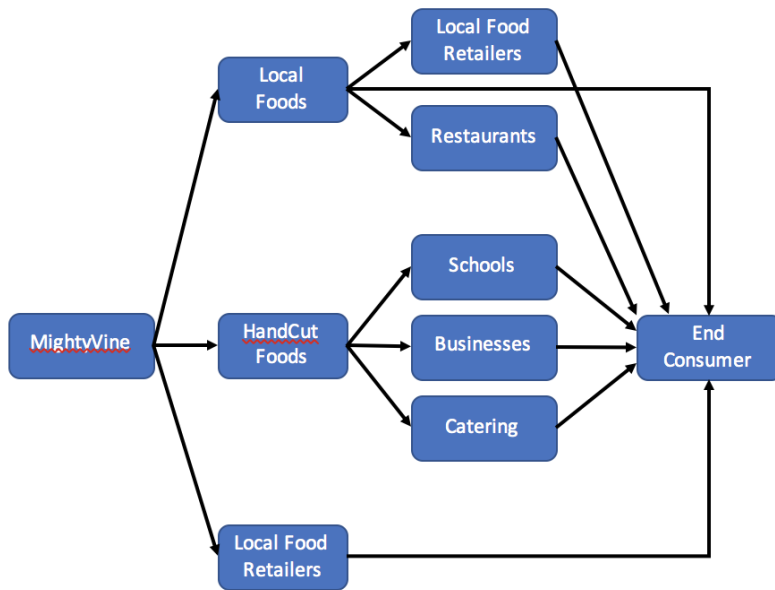 Local Food
Retailers
Local
Foods
Restaurants
Schools
MightyVine
HandCut
Foods
Businesses
End
Consumer
Catering
Local Food
Retailers